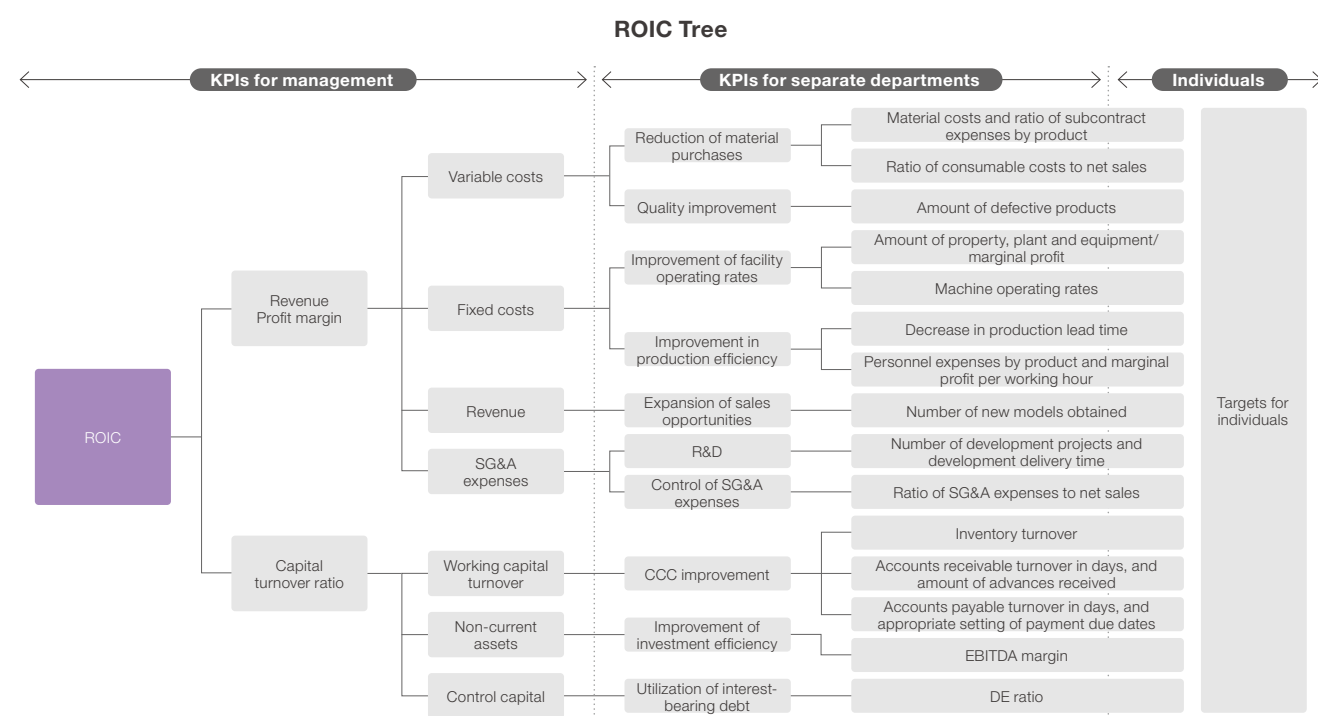 ROIC Tree
KPIs for management
KPIs for separate departments
Individuals
ROIC
Revenue
Profit margin
Capital
turnover ratio
Variable costs
Fixed costs
Revenue
SG&A
expenses
Working capital
turnover
Non-current
assets
Control capital
Reduction of material
purchases
Quality improvement
Improvement of facility
operating rates
Improvement in
production efficiency
Expansion of sales
opportunities
R&D
Control of SG&A
expenses
CCC improvement
Improvement of
investment efficiency
Utilization of interest-
bearing debt
Material costs and ratio of subcontract
expenses by product
Ratio of consumable costs to net sales
Amount of defective products
Amount of property, plant and equipment/
marginal profit
Machine operating rates
Decrease in production lead time
Personnel expenses by product and marginal
profit per working hour
Number of new models obtained
Number of development projects and
development delivery time
Ratio of SG&A expenses to net sales
Inventory turnover
Accounts receivable turnover in days, and
amount of advances received
Accounts payable turnover in days, and
appropriate setting of payment due dates
EBITDA margin
DE ratio
Targets for
individuals